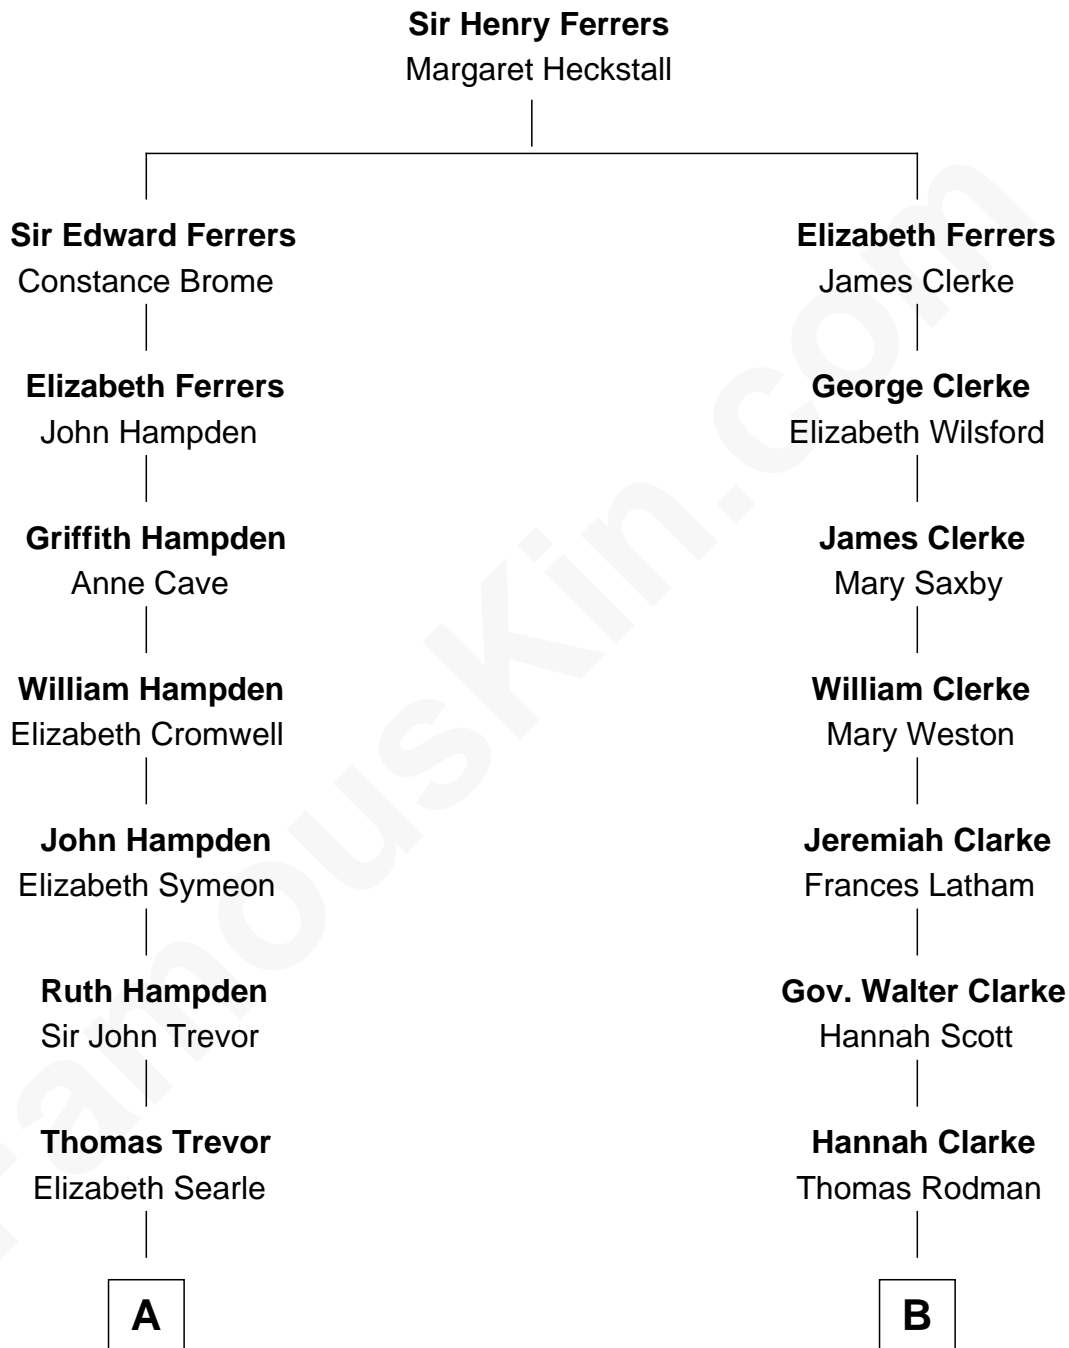 Sir Henry Ferrers
Margaret Heckstall
Sir Edward Ferrers
Constance Brome
Elizabeth Ferrers
James Clerke
Elizabeth Ferrers
John Hampden
George Clerke
Elizabeth Wilsford
Griffith Hampden
Anne Cave
James Clerke
Mary Saxby
William Hampden
Elizabeth Cromwell
William Clerke
Mary Weston
John Hampden
Elizabeth Symeon
Jeremiah Clarke
Frances Latham
Ruth Hampden
Sir John Trevor
Gov. Walter Clarke
Hannah Scott
Thomas Trevor
Elizabeth Searle
Hannah Clarke
Thomas Rodman
A
B
FamousKin.com